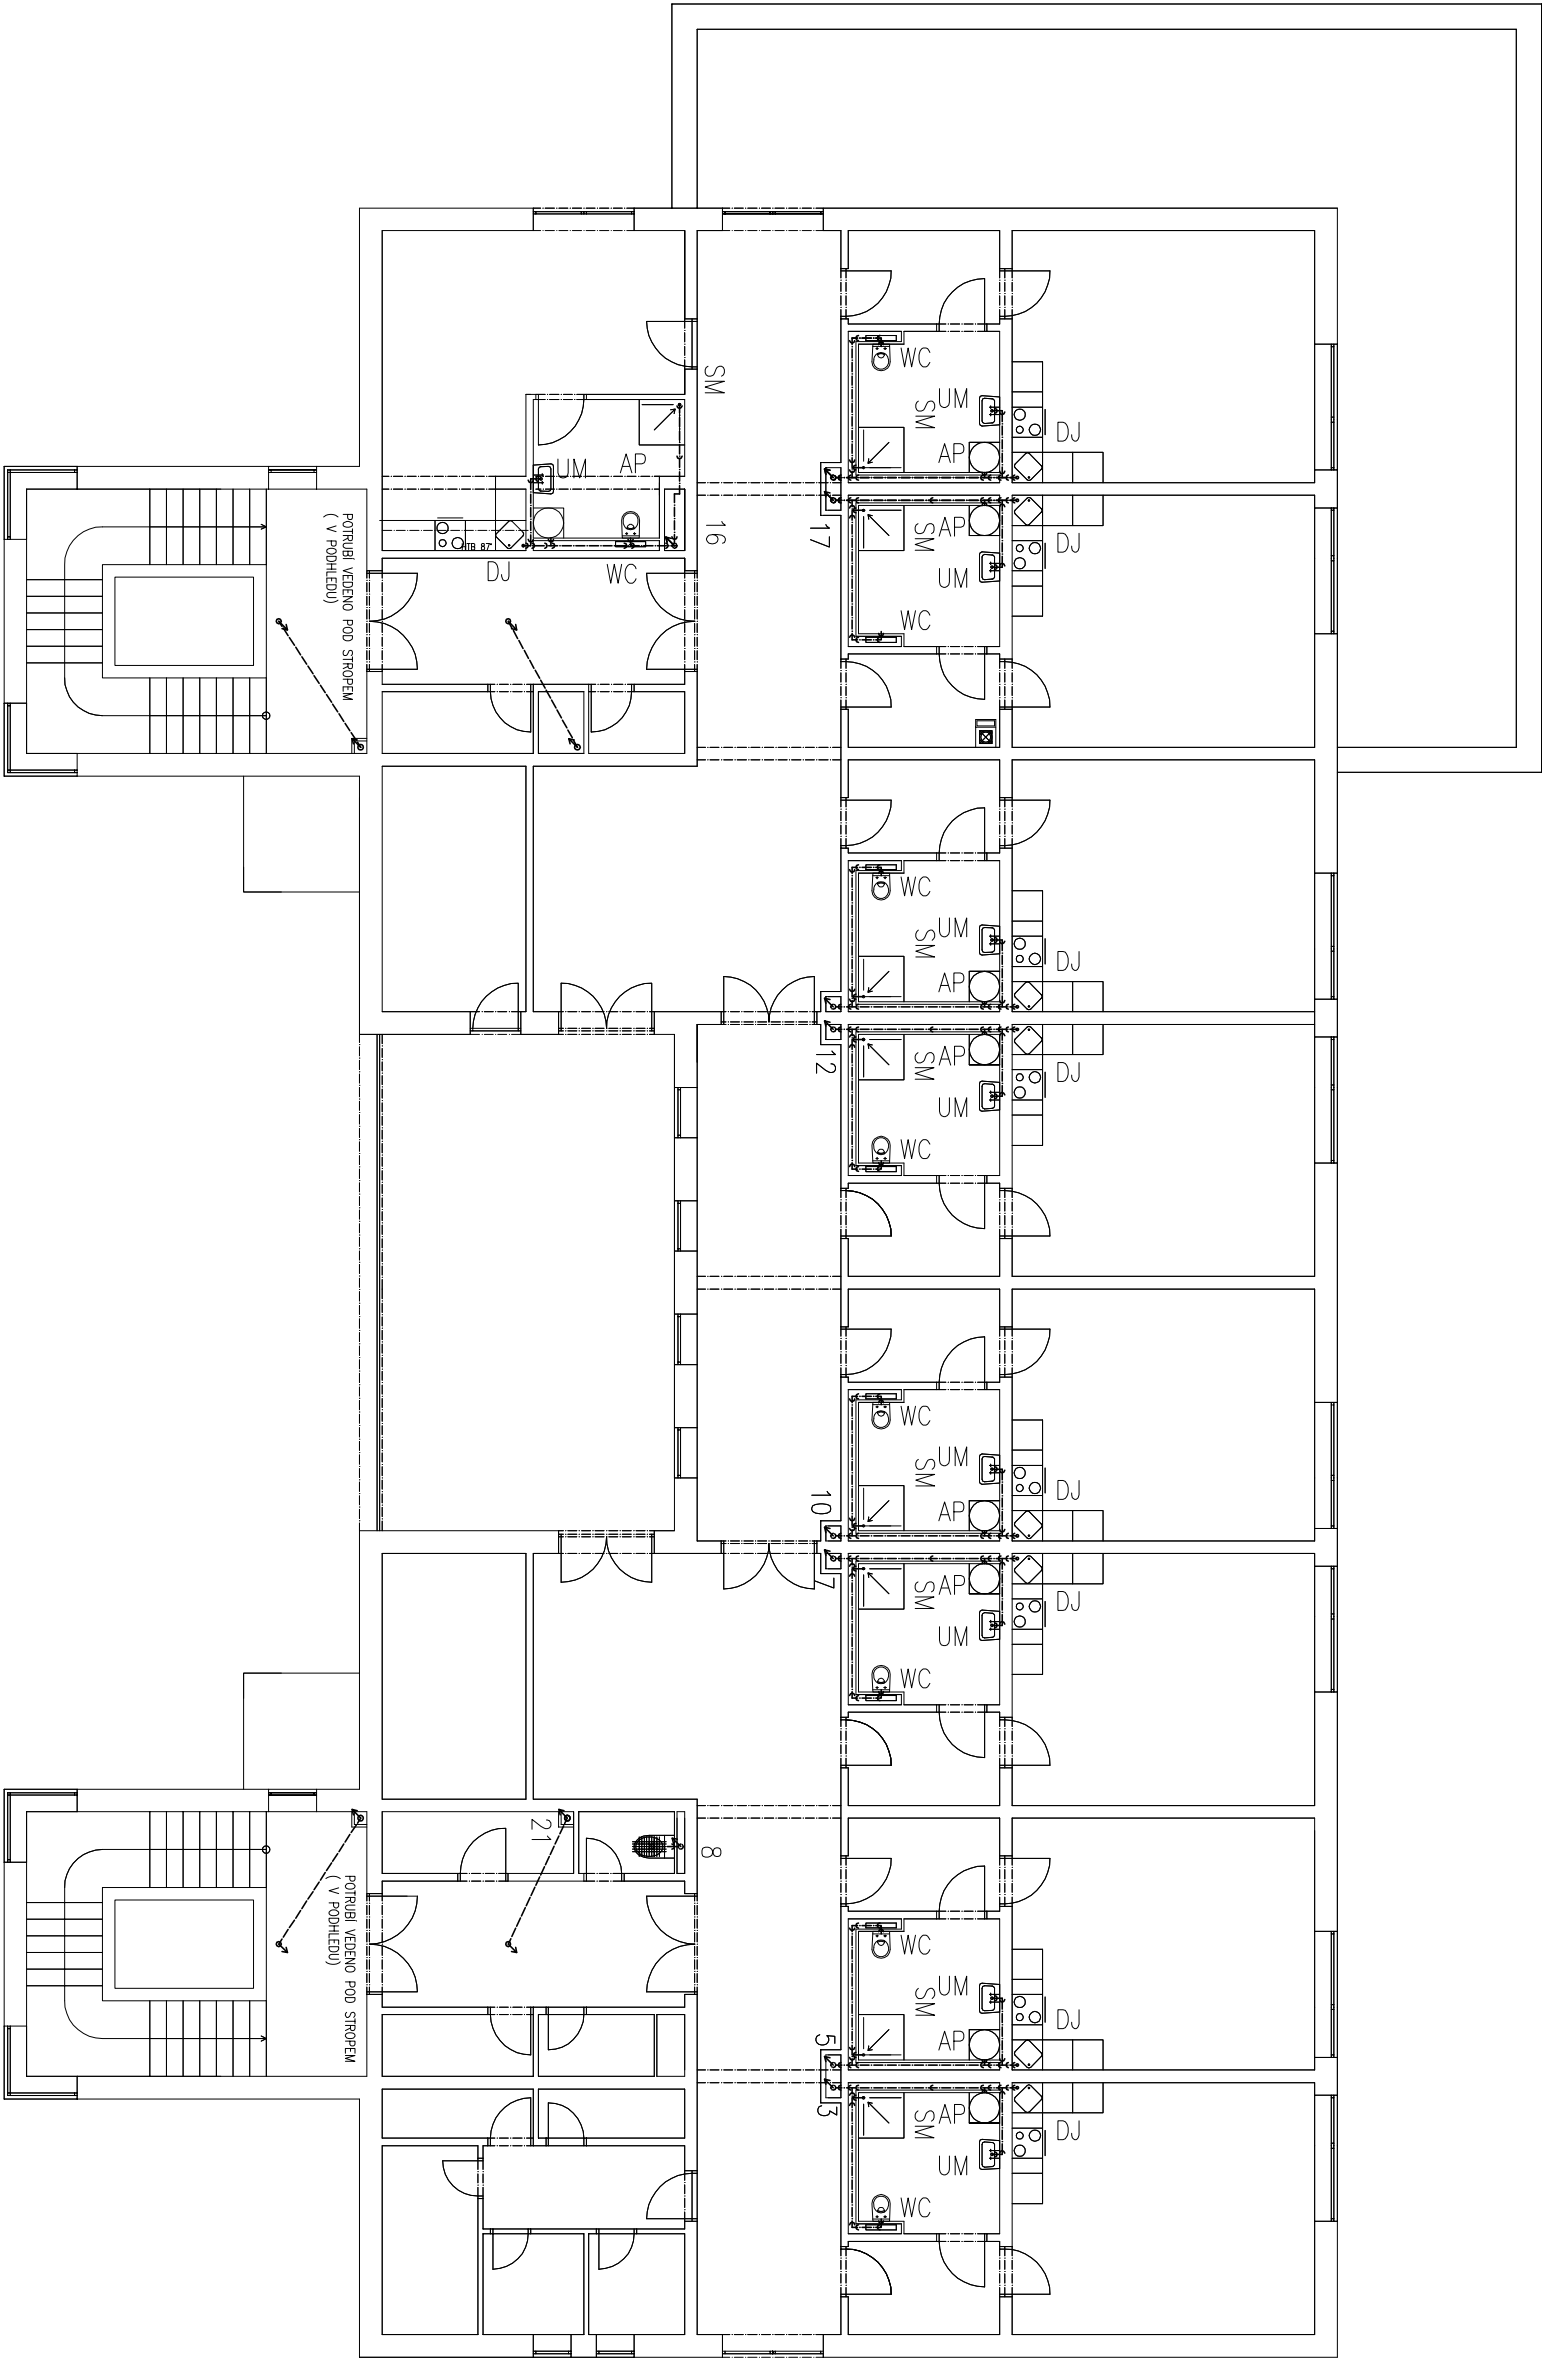 WC
UM
SM
AP
DJ
17
SM
AP
UM
DJ
WC
SM
UM
AP
16
HTB 87°
DJ
WC
POTRUBÍ VEDENO POD STROPEM
( V PODHLEDU)
WC
UM
SM
AP
DJ
12
SM
AP
UM
DJ
WC
WC
UM
SM
AP
DJ
10
7
SM
AP
UM
DJ
WC
21
8
POTRUBÍ VEDENO POD STROPEM
( V PODHLEDU)
WC
UM
SM
AP
DJ
5
3
SM
AP
UM
DJ
WC